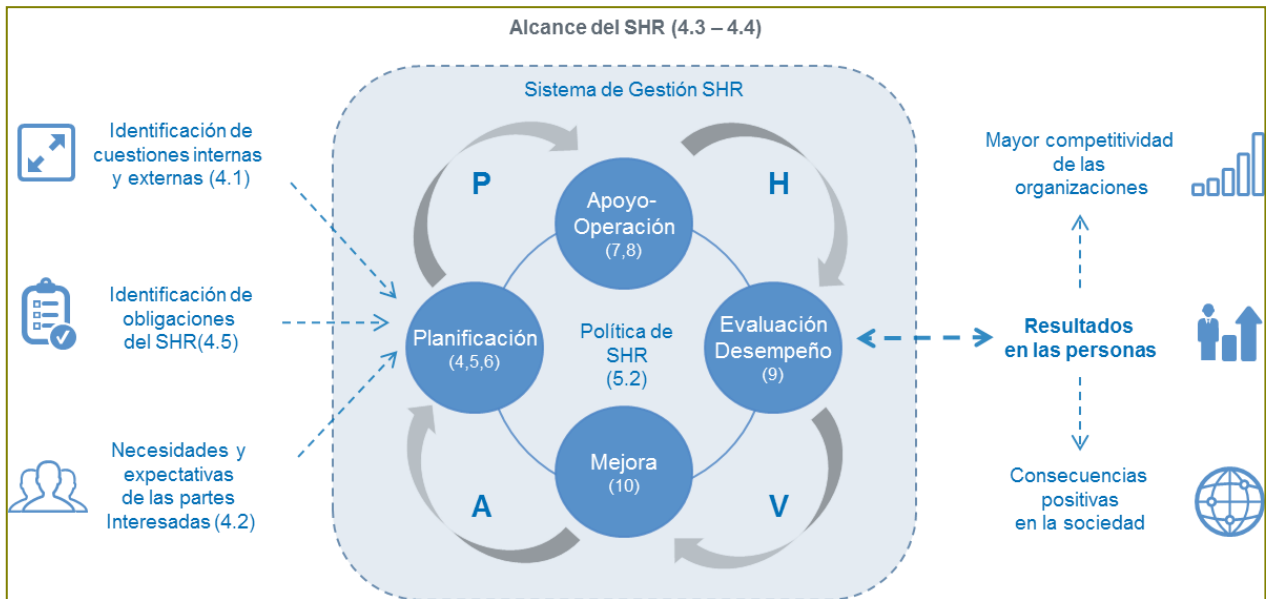 Alcance del SHR (4.3 – 4.4)
Sistema de Gestión SHR
Identificación de
cuestiones internas
y externas (4.1)
Identificación de
obligaciones
del SHR(4.5)
Necesidades y
expectativas
de las partes
Interesadas (4.2)
P
H
A
V
Apoyo-
Operación
(7,8)
Planificación
(4,5,6)
Política de
SHR
(5.2)
Evaluación
Desempeño
(9)
Mejora
(10)
Mayor competitividad
de las
organizaciones
Resultados
en las personas
Consecuencias
positivas
en la sociedad